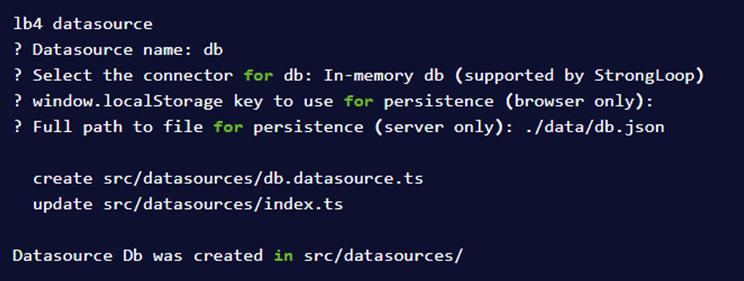 lb4 datasource
? Datasource name: db
? Select the connector for db: In-memory db (supported by StrongLoop)
? window.localStorage key to use for persistence (browser only):
? Full path to file for persistence (server only): ./data/db.json
create src/datasources/db.datasource.ts
update src/datasources/index.ts
Datasource Db was created in src/datasources/